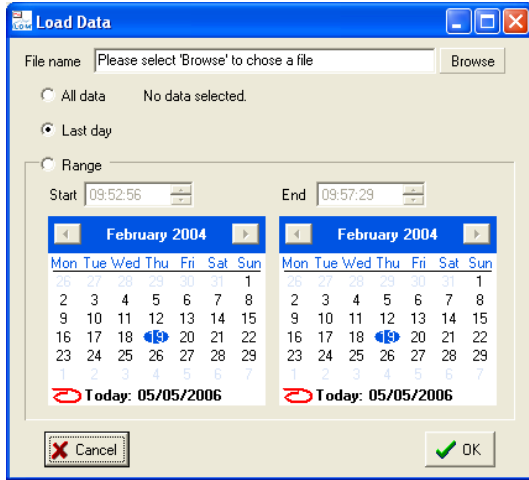 Load Data
File name Please select 'Browse' to chose a file Browse
All data No data selected.
Last day
Range
Start 09:52:56 End 09:57:29
February 2004 February 2004
Mon Tue Wed Thu Fri Sat Sun Mon Tue Wed Thu Fri Sat Sun
26 27 28 29 30 31 1 26 27 28 29 30 31 1
2 3 4 5 6 7 8 2 3 4 5 6 7 8
9 10 11 12 13 14 15 9 10 11 12 13 14 15
16 17 18 19 20 21 22 16 17 18 19 20 21 22
23 24 25 26 27 28 29 23 24 25 26 27 28 29
1 2 3 4 5 6 7 1 2 3 4 5 6 7
Today: 05/05/2006 Today: 05/05/2006
Cancel OK